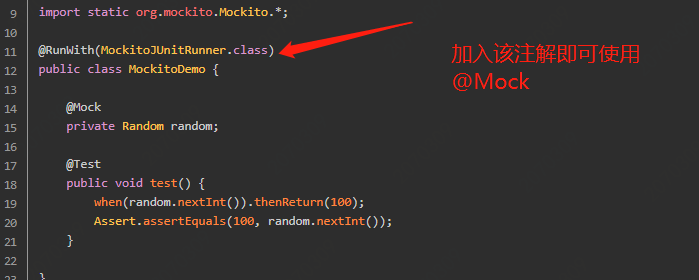 9 import static org.mockito.Mockito.*;
10
11 @RunWith(MockitoJUnitRunner.class)
12 public class MockitoDemo {
13
14 @Mock
15 private Random random;
16
17 @Test
18 public void test() {
19 when(random.nextInt()).thenReturn(100);
20 Assert.assertEquals(100, random.nextInt());
21 }
22
23 }
加入该注解即可使用
@Mock